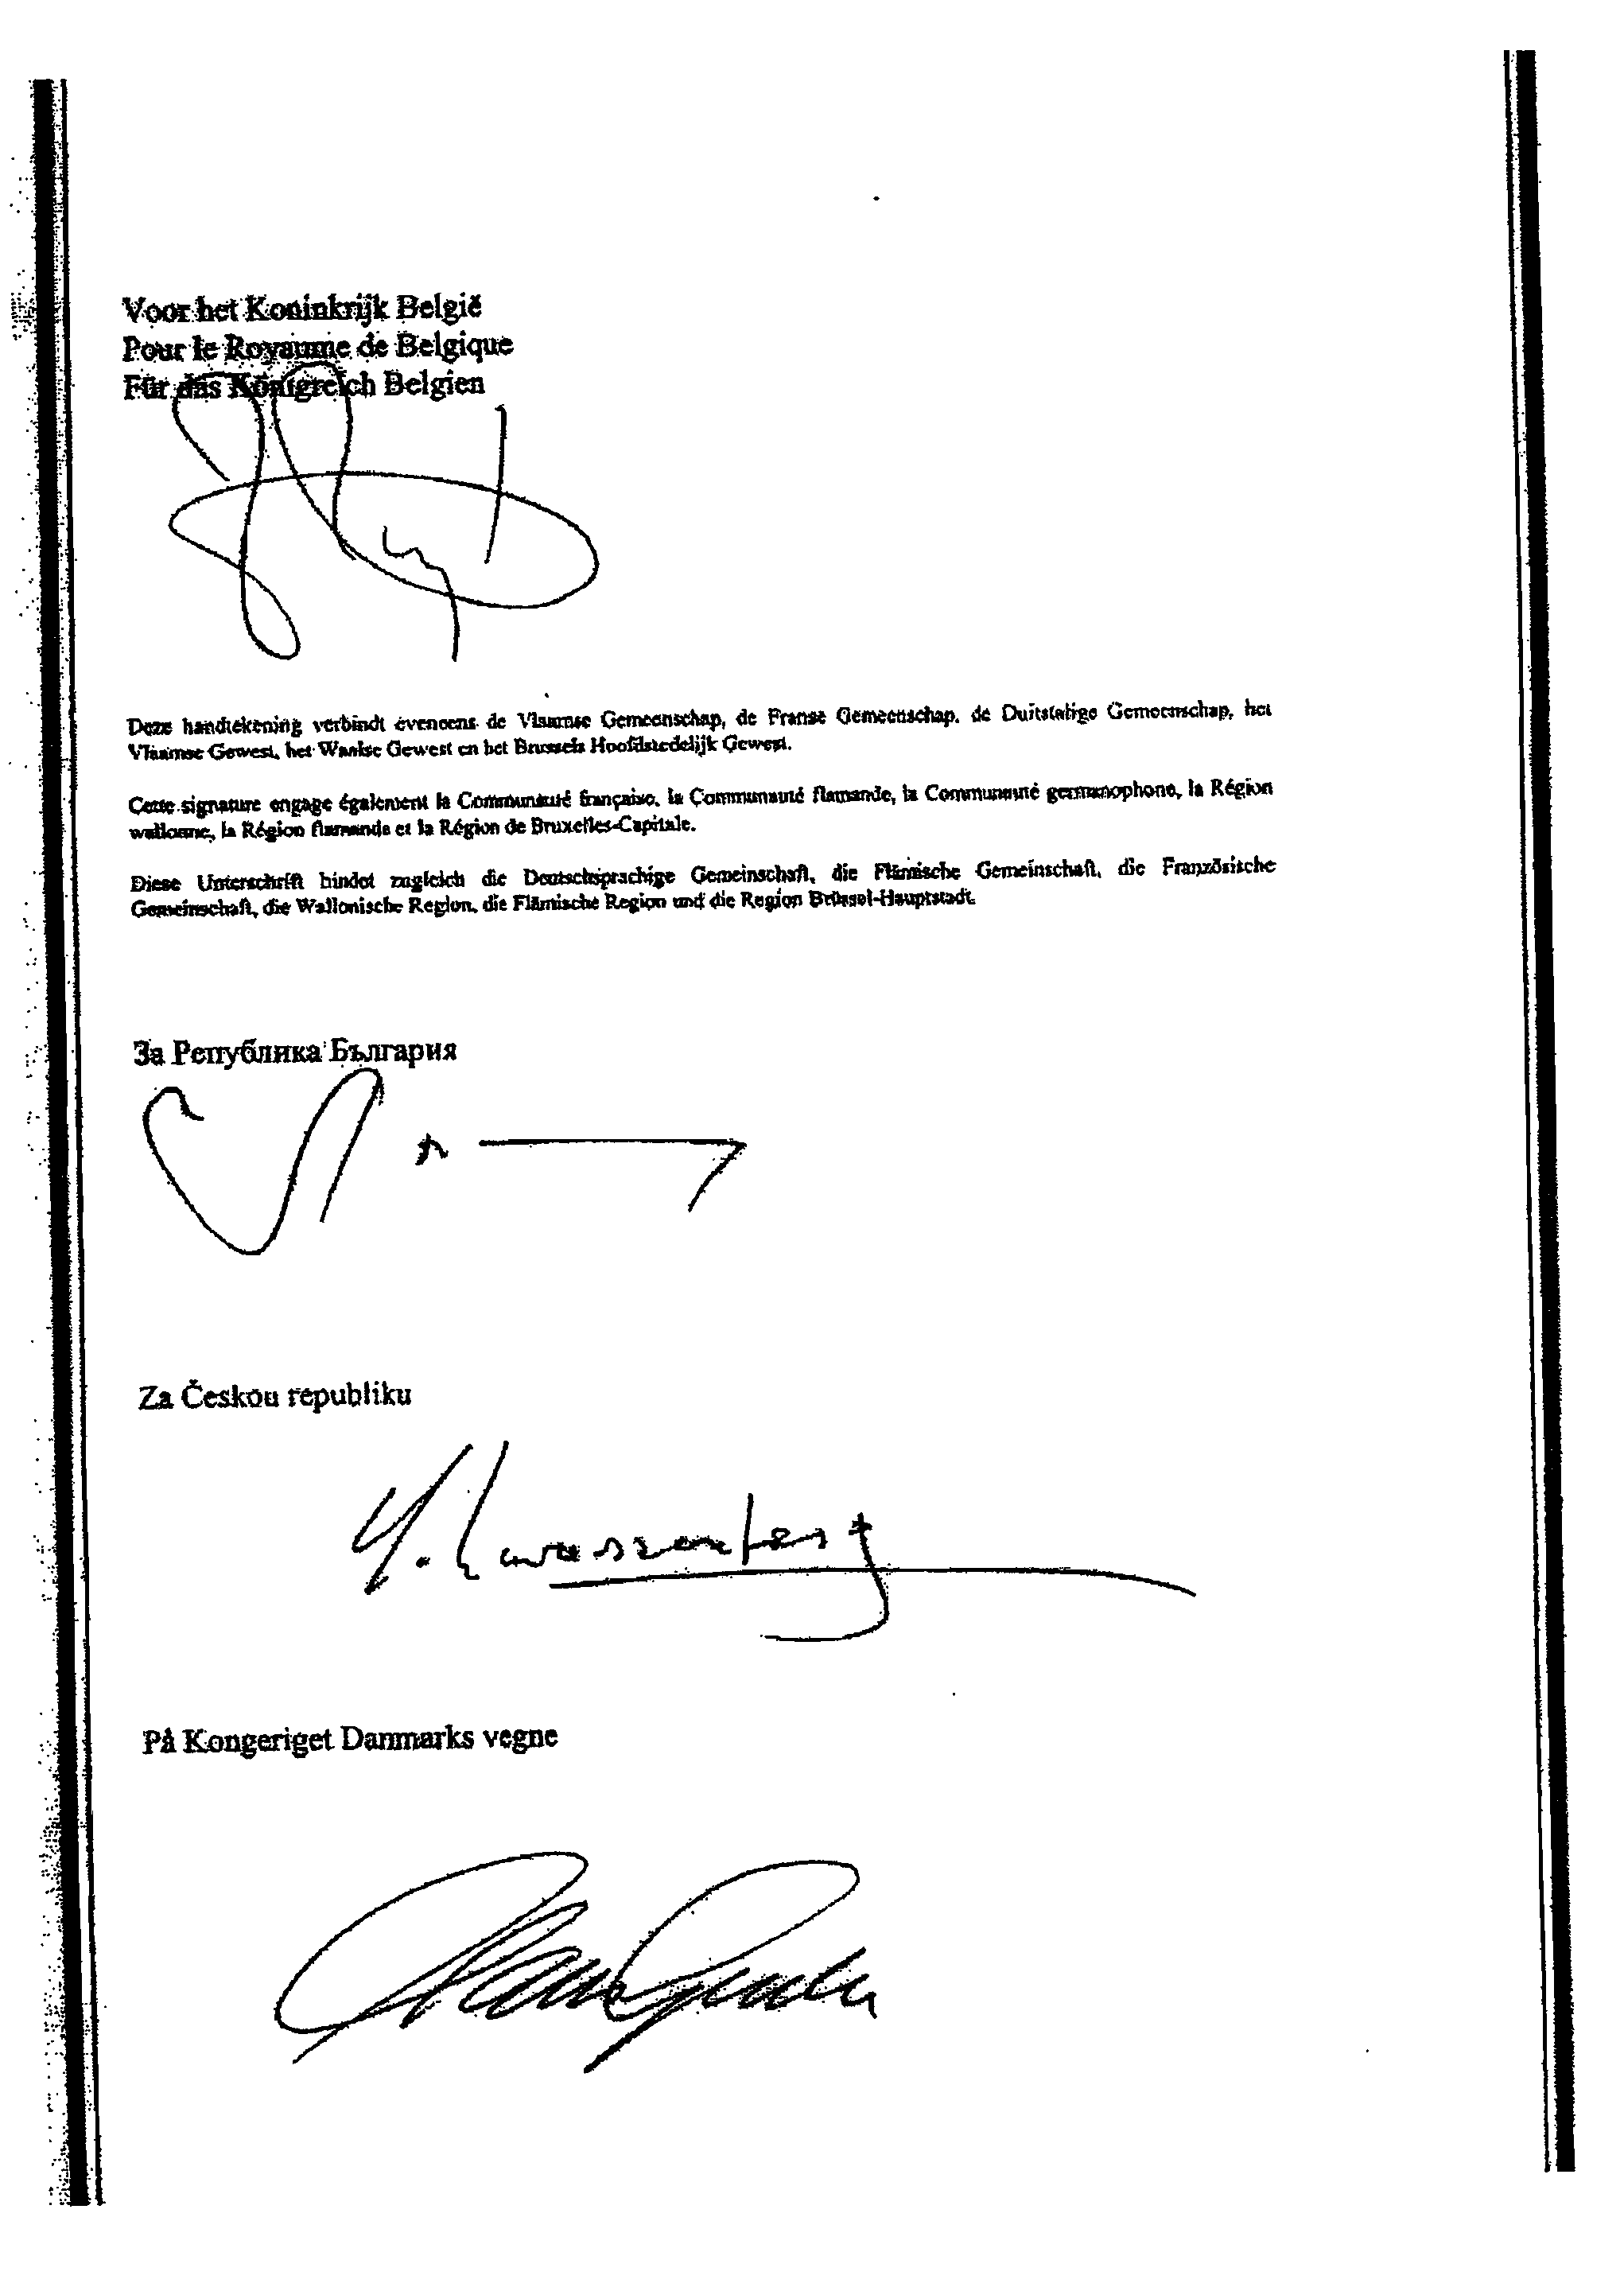 Voor het Koninkrijk België
Pour le Royaume de Belgique
Für das Königreich Belgien
Deze handtekening verbindt eveneens de Vlaamse Gemeenschap, de Franse Gemeenschap, de Duitstalige Gemeenschap, het
Vlaamse Gewest, het Waalse Gewest en het Brussels Hoofdstedelijk Gewest.
Cette signature engage également la Communauté française, la Communauté flamande, la Communauté germanophone, la Région
wallonne, la Région flamande et la Région de Bruxelles-Capitale.
Diese Unterschrift bindet zugleich die Deutschsprachige Gemeinschaft, die Flämische Gemeinschaft, die Französische
Gemeinschaft, die Wallonische Region, die Flämische Region und die Region Brüssel-Hauptstadt.
За Република България
Za Českou republiku
På Kongeriget Danmarks vegne